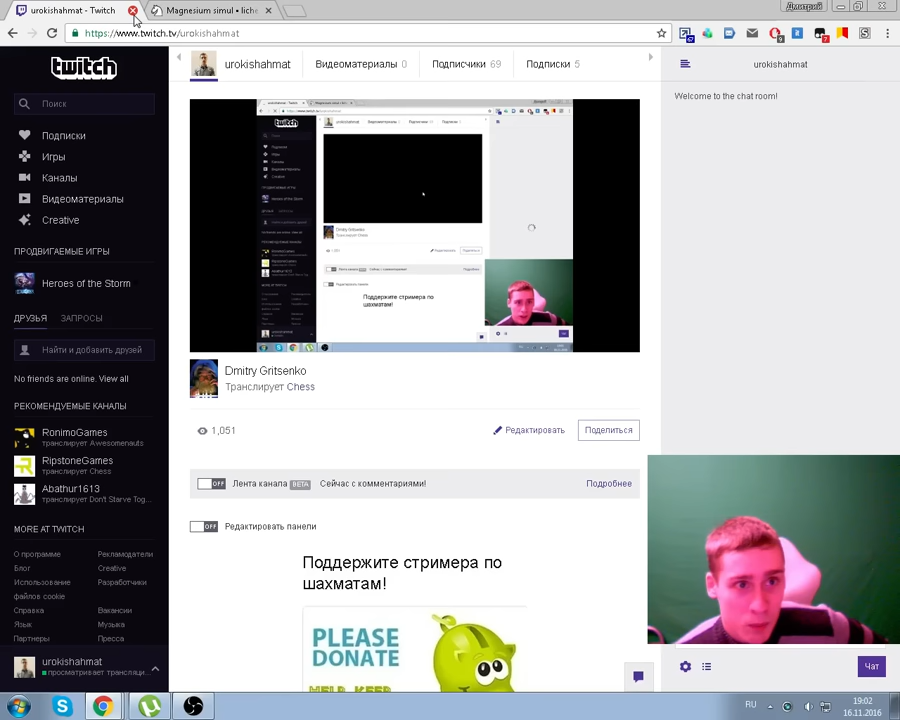 urokishahmat - Twitch
Magnesium simul • liche
Дмитрий
https://www.twitch.tv/urokishahmat
twitch
Поиск
Подписки
Игры
Каналы
Видеоматериалы
Creative
ПРОДВИГАЕМЫЕ ИГРЫ
Heroes of the Storm
ДРУЗЬЯ ЗАПРОСЫ
Найти и добавить друзей
No friends are online. View all
РЕКОМЕНДУЕМЫЕ КАНАЛЫ
RonimoGames
транслирует Awesomenauts
RipstoneGames
транслирует Chess
Abathur1613
транслирует Don't Starve Tog...
MORE AT TWITCH
О программе Рекламодатели
Блог Creative
Использование Разработчики
файлов cookie
Справка Вакансии
Язык Музыка
Партнеры Пресса
urokishahmat
просматривает трансляци...
urokishahmat Видеоматериалы 0 Подписчики 69 Подписки 5
Dmitry Gritsenko
Поддержите стримера по
шахматам!
Dmitry Gritsenko
Транслирует Chess
1,051 Редактировать Поделиться
OFF Лента канала BETA Сейчас с комментариями! Подробнее
OFF Редактировать панели
Поддержите стримера по
шахматам!
PLEASE
DONATE
HELP KEEP
urokishahmat
Welcome to the chat room!
Чат
RU
19:02
16.11.2016